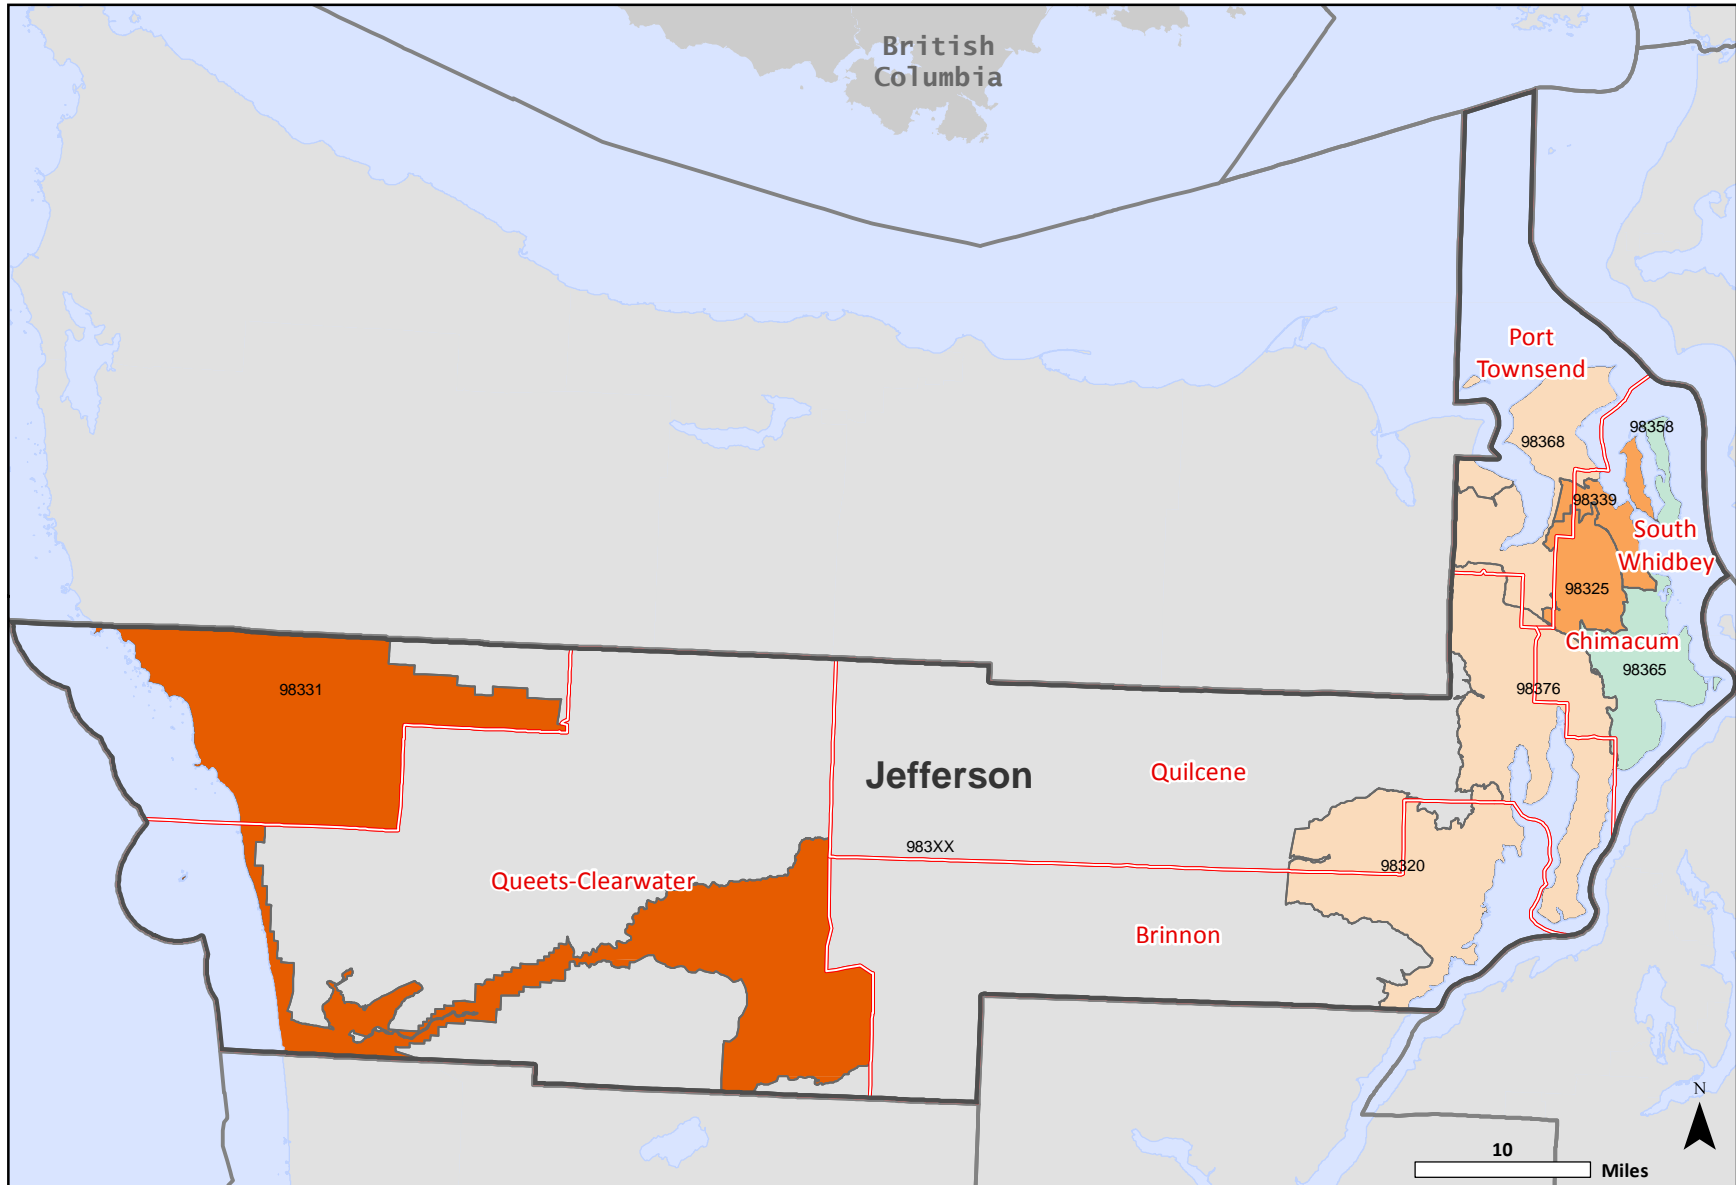 British
Columbia
Port
Townsend
98358
98368
98339
South
Whidbey
98325
Chimacum
98365
98331
98376
Jefferson
Quilcene
983XX
98320
Queets-Clearwater
Brinnon
N
10
Miles